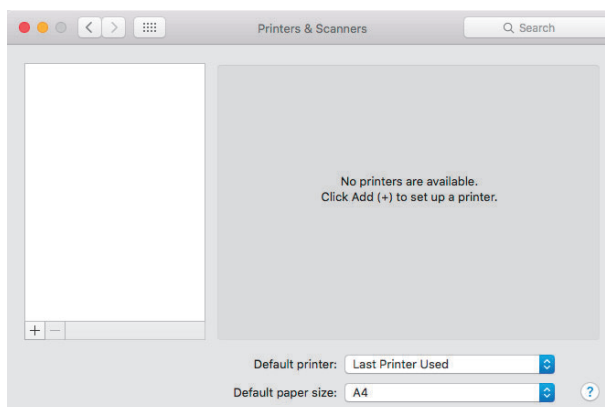 Printers & Scanners
Search
No printers are available.
Click Add (+) to set up a printer.
+ −
Default printer: Last Printer Used
Default paper size: A4
?